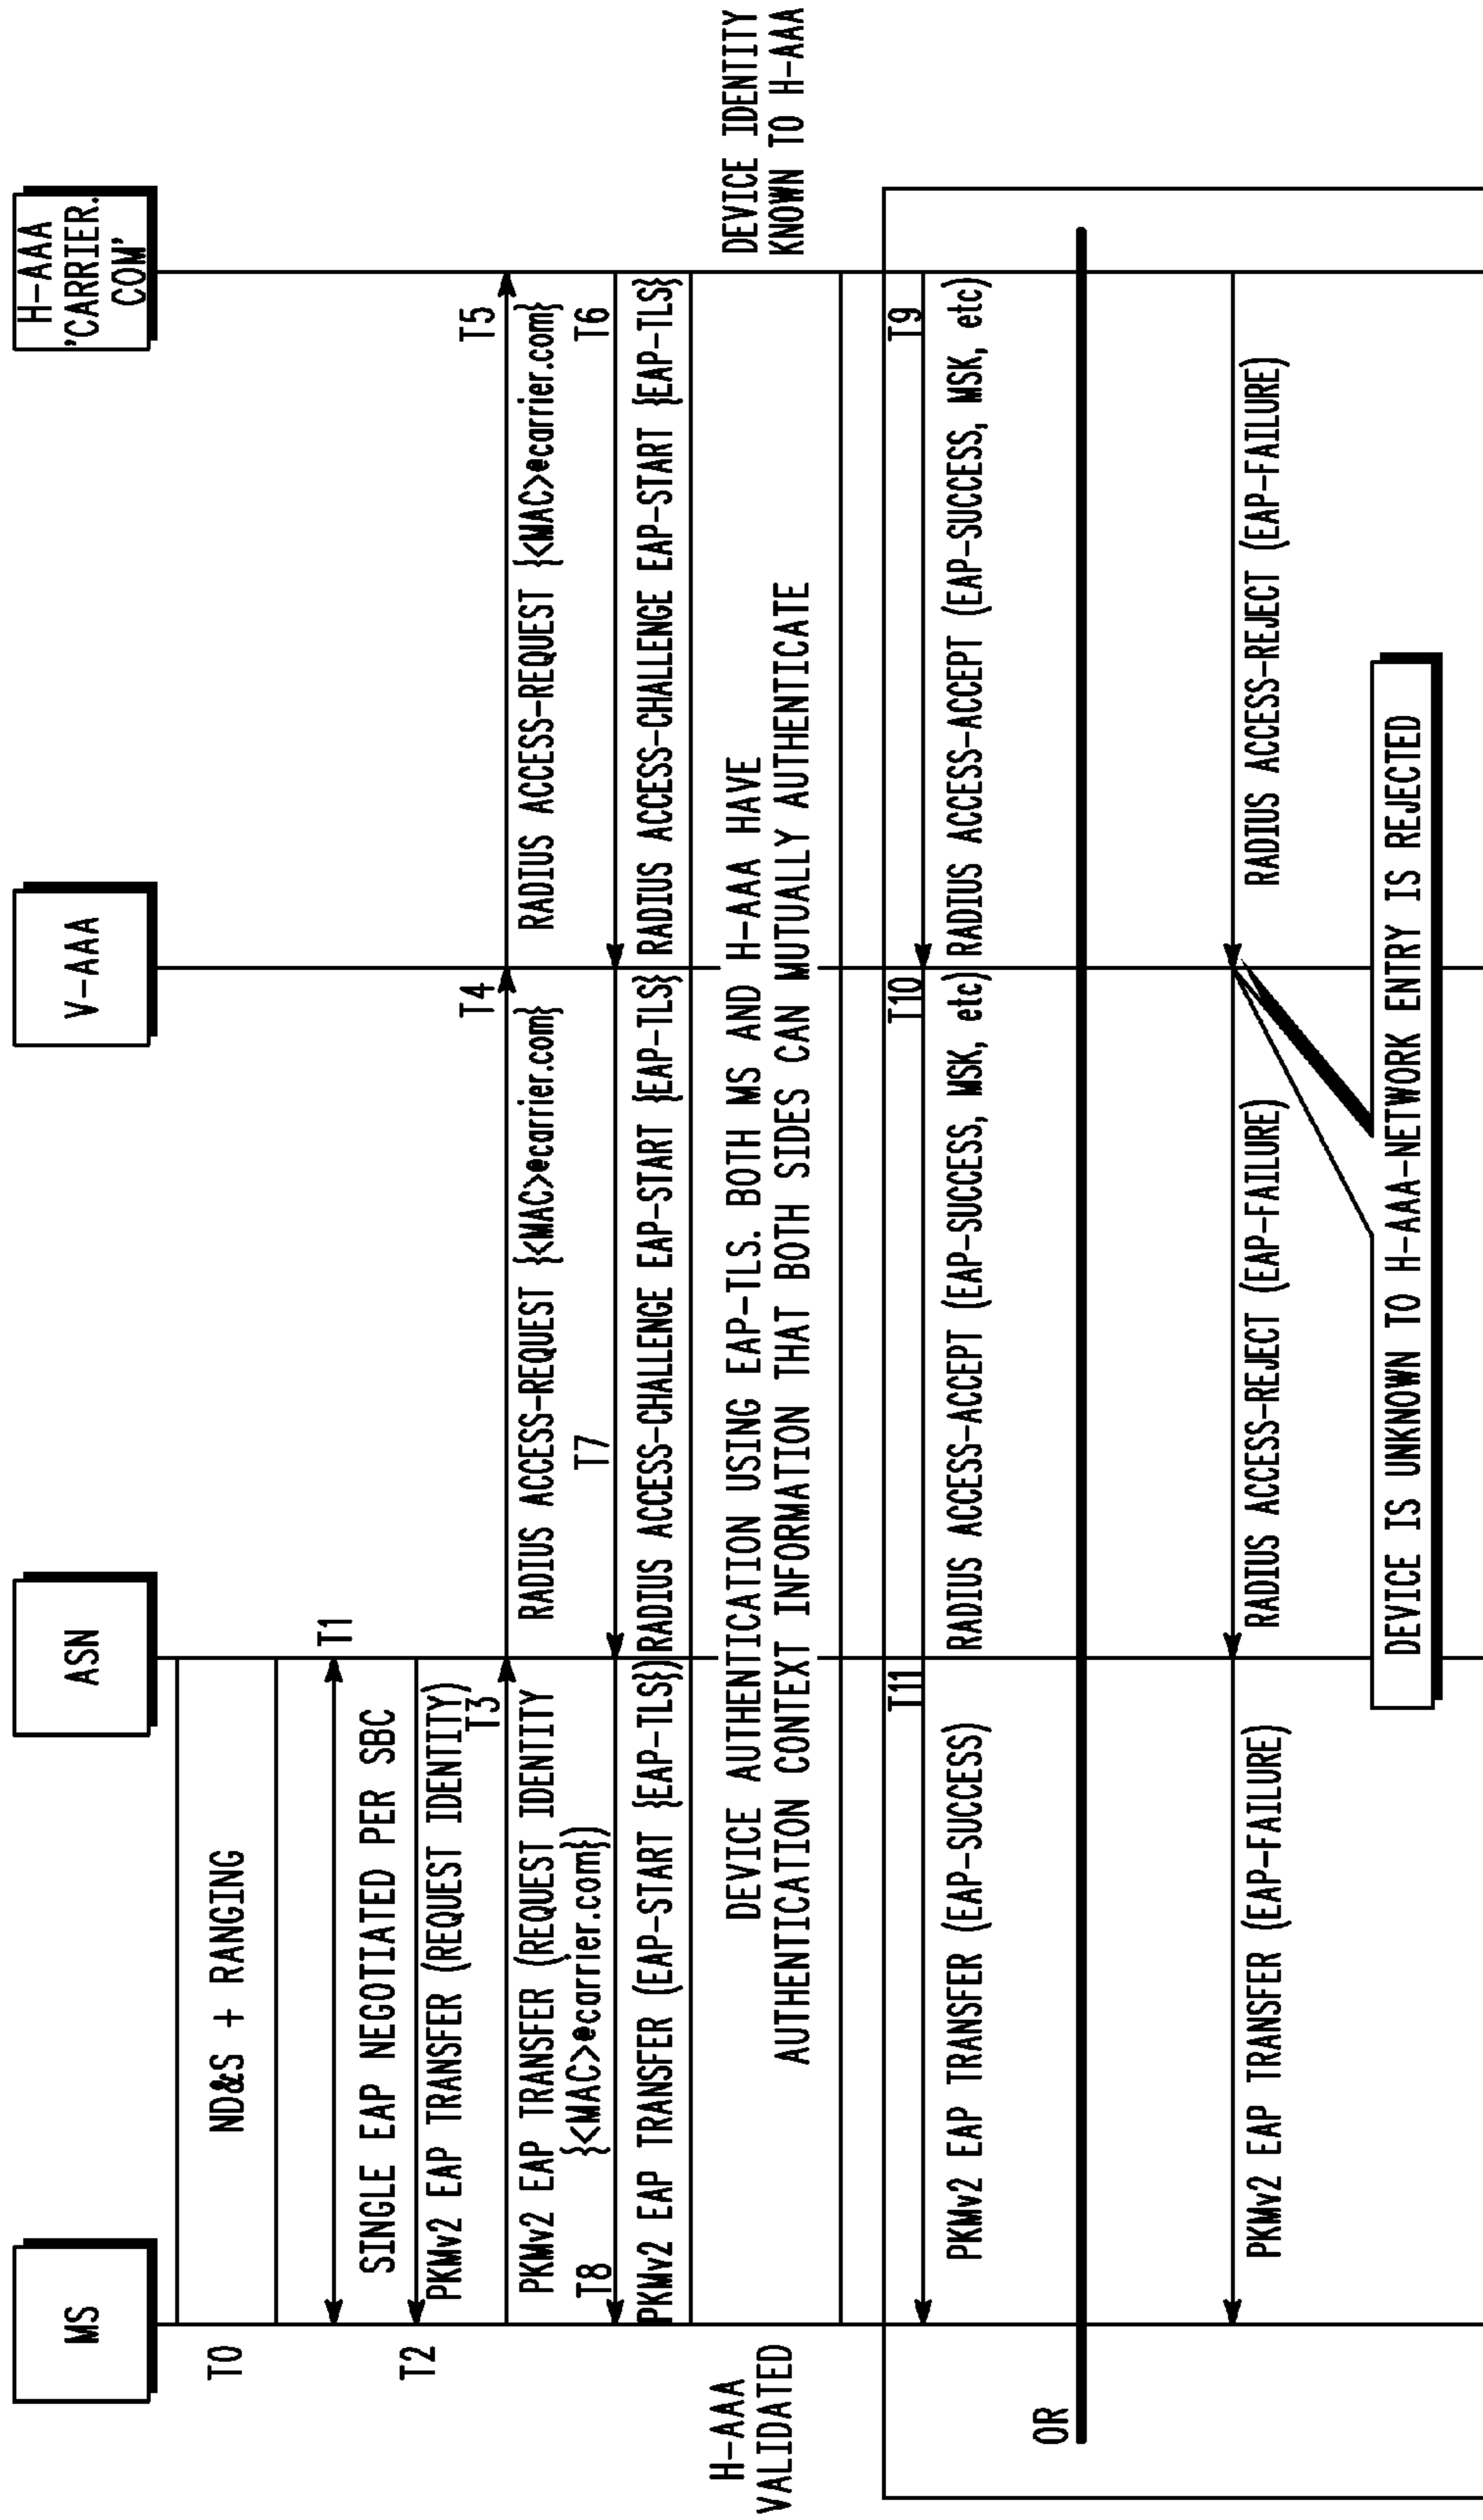 MS
ASN
V-AAA
H-AAA
'CARRIER.
COM'
T0
ND&S + RANGING
T1
SINGLE EAP NEGOTIATED PER SBC
T2
PKMv2 EAP TRANSFER (REQUEST IDENTITY)
T3
T4
T5
PKMv2 EAP TRANSFER (REQUEST IDENTITY
{<MAC>@carrier.com})
RADIUS ACCESS-REQUEST {<MAC>@carrier.com}
RADIUS ACCESS-REQUEST {<MAC>@carrier.com}
T8
T7
T6
PKMv2 EAP TRANSFER (EAP-START {EAP-TLS})
RADIUS ACCESS-CHALLENGE EAP-START {EAP-TLS}
RADIUS ACCESS-CHALLENGE EAP-START {EAP-TLS}
H-AAA
VALIDATED
DEVICE AUTHENTICATION USING EAP-TLS. BOTH MS AND H-AAA HAVE
AUTHENTICATION CONTEXT INFORMATION THAT BOTH SIDES CAN MUTUALLY AUTHENTICATE
DEVICE IDENTITY
KNOWN TO H-AAA
T11
T10
T9
PKMv2 EAP TRANSFER (EAP-SUCCESS)
RADIUS ACCESS-ACCEPT (EAP-SUCCESS, MSK, etc)
RADIUS ACCESS-ACCEPT (EAP-SUCCESS, MSK, etc)
OR
PKMv2 EAP TRANSFER (EAP-FAILURE)
RADIUS ACCESS-REJECT (EAP-FAILURE)
RADIUS ACCESS-REJECT (EAP-FAILURE)
DEVICE IS UNKNOWN TO H-AAA-NETWORK ENTRY IS REJECTED